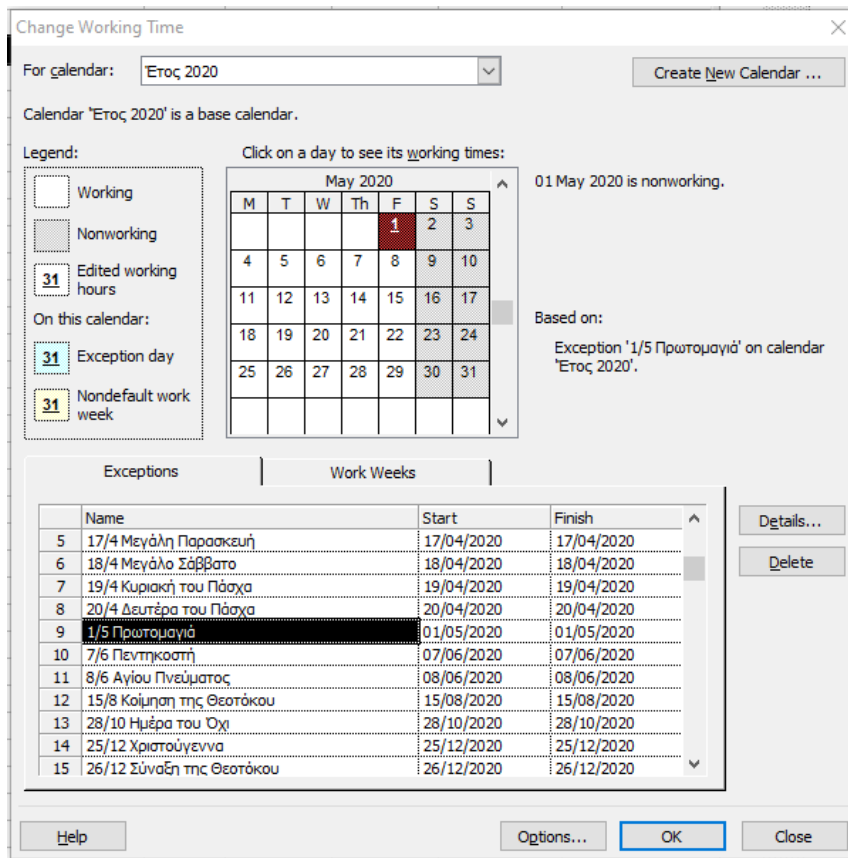 Change Working Time
For calendar: Έτος 2020 Create New Calendar ...
Calendar 'Έτος 2020' is a base calendar.
Legend:
Working
Nonworking
31 Edited working hours
On this calendar:
31 Exception day
31 Nondefault work week
Click on a day to see its working times:
May 2020
M T W Th F S S
1 2 3
4 5 6 7 8 9 10
11 12 13 14 15 16 17
18 19 20 21 22 23 24
25 26 27 28 29 30 31
01 May 2020 is nonworking.
Based on:
Exception '1/5 Πρωτομαγιά' on calendar
'Έτος 2020'.
Exceptions Work Weeks
Name Start Finish
5 17/4 Μεγάλη Παρασκευή 17/04/2020 17/04/2020
6 18/4 Μεγάλο Σάββατο 18/04/2020 18/04/2020
7 19/4 Κυριακή του Πάσχα 19/04/2020 19/04/2020
8 20/4 Δευτέρα του Πάσχα 20/04/2020 20/04/2020
9 1/5 Πρωτομαγιά 01/05/2020 01/05/2020
10 7/6 Πεντηκοστή 07/06/2020 07/06/2020
11 8/6 Αγίου Πνεύματος 08/06/2020 08/06/2020
12 15/8 Κοίμηση της Θεοτόκου 15/08/2020 15/08/2020
13 28/10 Ημέρα του Όχι 28/10/2020 28/10/2020
14 25/12 Χριστούγεννα 25/12/2020 25/12/2020
15 26/12 Σύναξη της Θεοτόκου 26/12/2020 26/12/2020
Details...
Delete
Help Options... OK Close